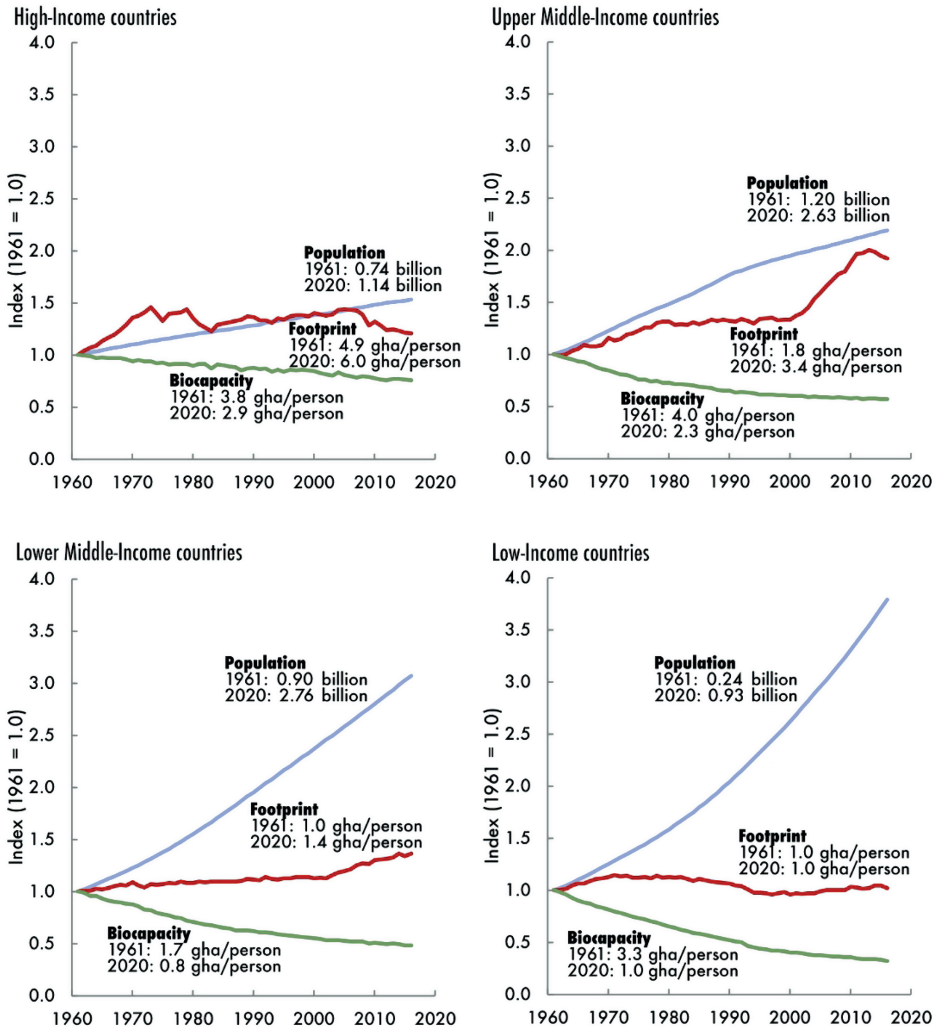 High-Income countries
4.0
3.5
3.0
2.5
2.0
1.5
1.0
0.5
0.0
Index (1961 = 1.0)
Population
1961: 0.74 billion
2020: 1.14 billion
Footprint
1961: 4.9 gha/person
2020: 6.0 gha/person
Biocapacity
1961: 3.8 gha/person
2020: 2.9 gha/person
1960 1970 1980 1990 2000 2010 2020
Upper Middle-Income countries
4.0
3.5
3.0
2.5
2.0
1.5
1.0
0.5
0.0
Index (1961 = 1.0)
Population
1961: 1.20 billion
2020: 2.63 billion
Footprint
1961: 1.8 gha/person
2020: 3.4 gha/person
Biocapacity
1961: 4.0 gha/person
2020: 2.3 gha/person
1960 1970 1980 1990 2000 2010 2020
Lower Middle-Income countries
4.0
3.5
3.0
2.5
2.0
1.5
1.0
0.5
0.0
Index (1961 = 1.0)
Population
1961: 0.90 billion
2020: 2.76 billion
Footprint
1961: 1.0 gha/person
2020: 1.4 gha/person
Biocapacity
1961: 1.7 gha/person
2020: 0.8 gha/person
1960 1970 1980 1990 2000 2010 2020
Low-Income countries
4.0
3.5
3.0
2.5
2.0
1.5
1.0
0.5
0.0
Index (1961 = 1.0)
Population
1961: 0.24 billion
2020: 0.93 billion
Footprint
1961: 1.0 gha/person
2020: 1.0 gha/person
Biocapacity
1961: 3.3 gha/person
2020: 1.0 gha/person
1960 1970 1980 1990 2000 2010 2020